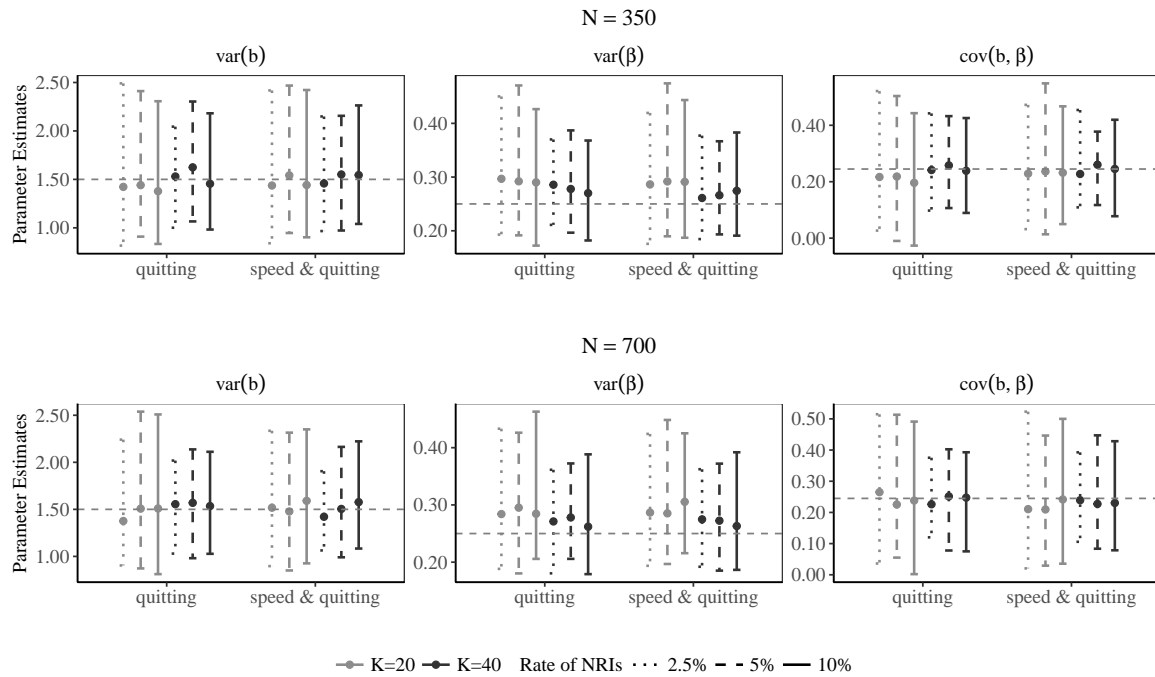 N = 350
var(b) var(β) cov(b, β)
Parameter Estimates
2.50
2.00
1.50
1.00
0.40
0.30
0.20
0.40
0.20
0.00
quitting speed & quitting quitting speed & quitting quitting speed & quitting
N = 700
var(b) var(β) cov(b, β)
Parameter Estimates
2.50
2.00
1.50
1.00
0.40
0.30
0.20
0.50
0.40
0.30
0.20
0.10
0.00
quitting speed & quitting quitting speed & quitting quitting speed & quitting
K=20 K=40 Rate of NRIs 2.5% 5% 10%